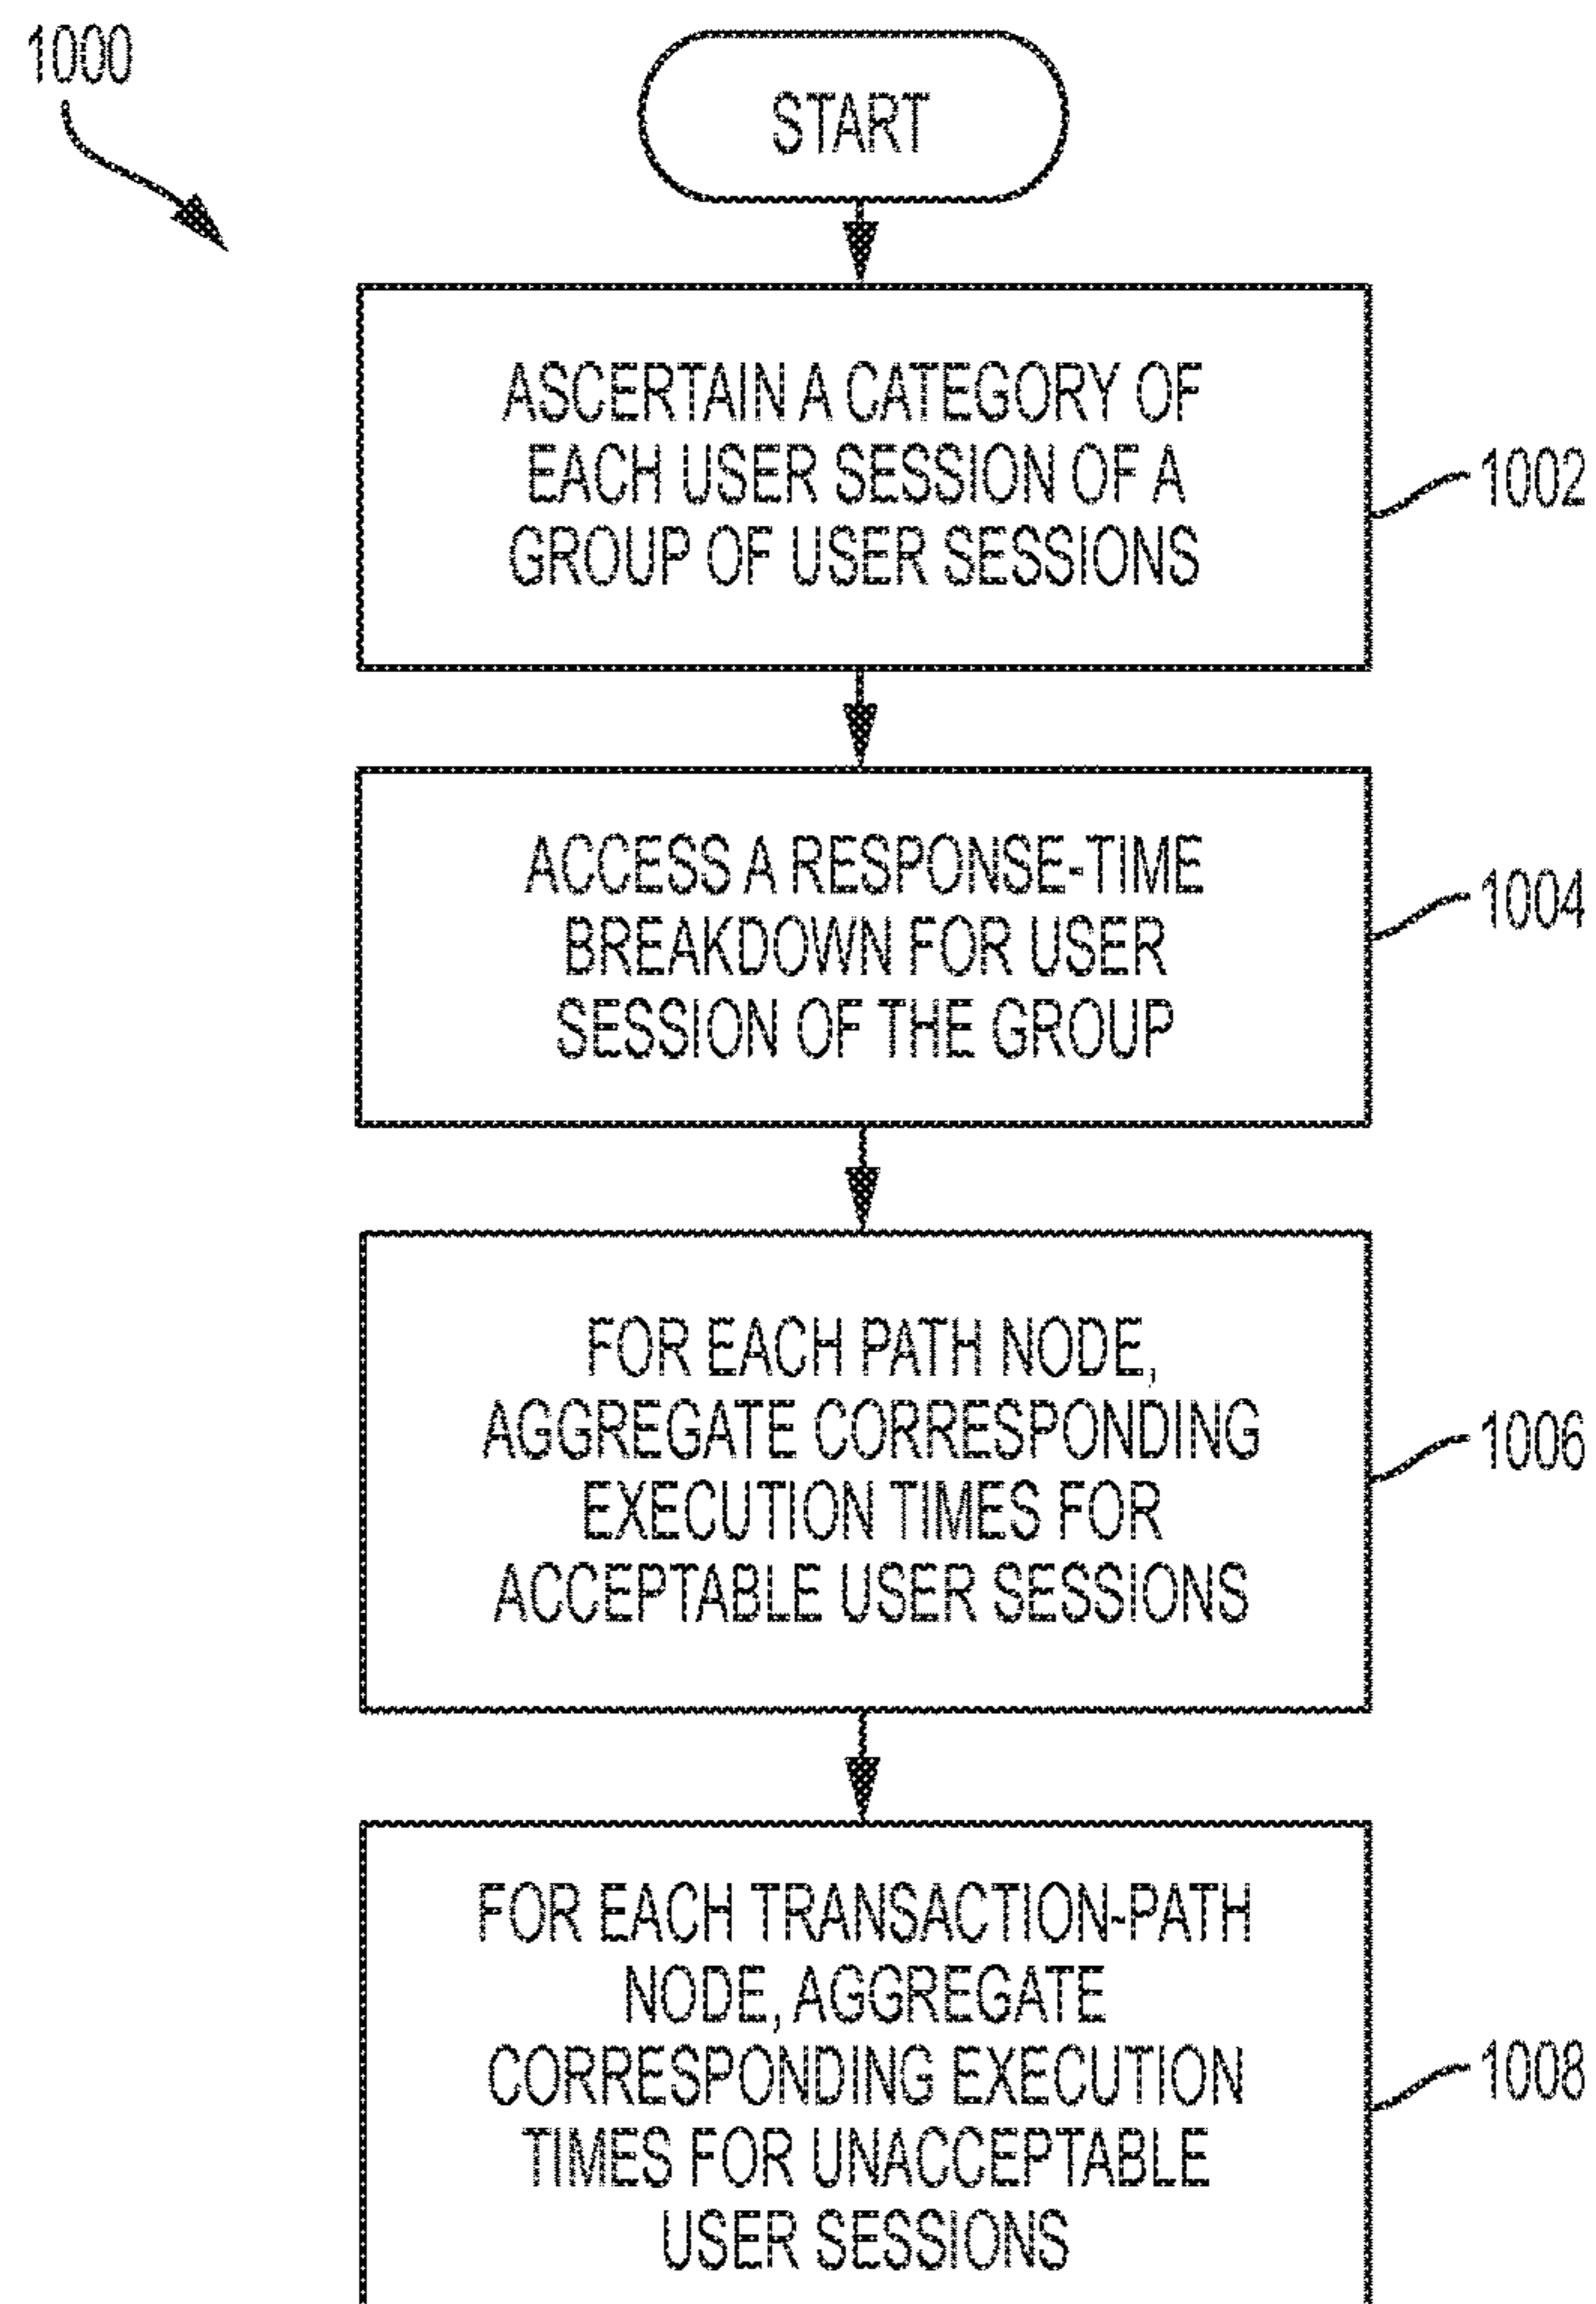 1000
START
ASCERTAIN A CATEGORY OF
EACH USER SESSION OF A
GROUP OF USER SESSIONS
1002
ACCESS A RESPONSE-TIME
BREAKDOWN FOR USER
SESSION OF THE GROUP
1004
FOR EACH PATH NODE,
AGGREGATE CORRESPONDING
EXECUTION TIMES FOR
ACCEPTABLE USER SESSIONS
1006
FOR EACH TRANSACTION-PATH
NODE, AGGREGATE
CORRESPONDING EXECUTION
TIMES FOR UNACCEPTABLE
USER SESSIONS
1008